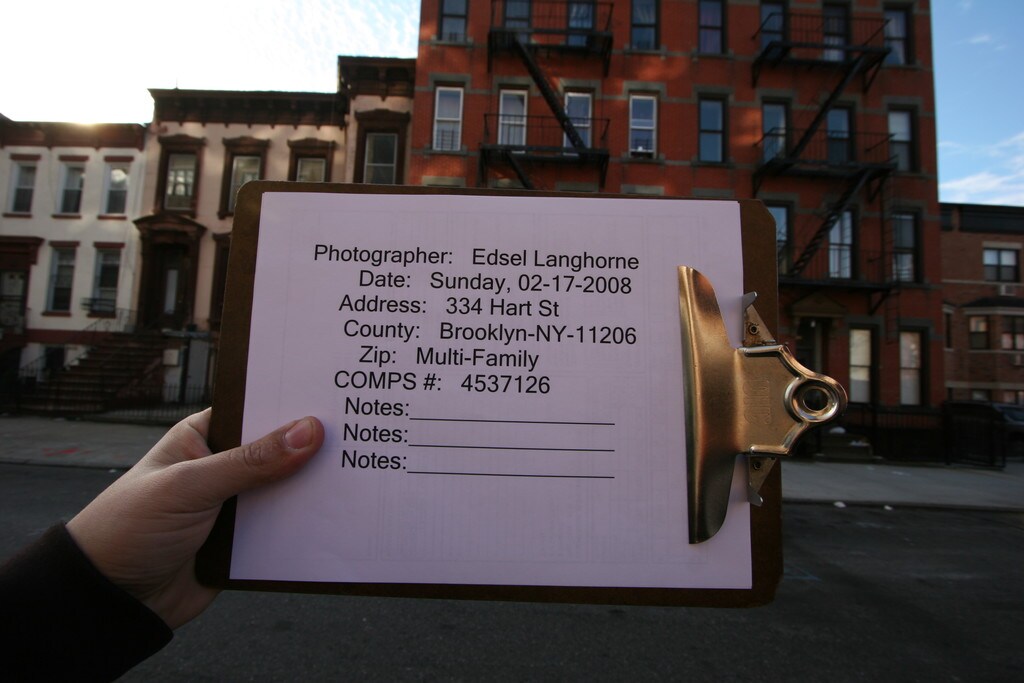 Photographer: Edsel Langhorne
Date: Sunday, 02-17-2008
Address: 334 Hart St
County: Brooklyn-NY-11206
Zip: Multi-Family
COMPS #: 4537126
Notes:
Notes:
Notes: